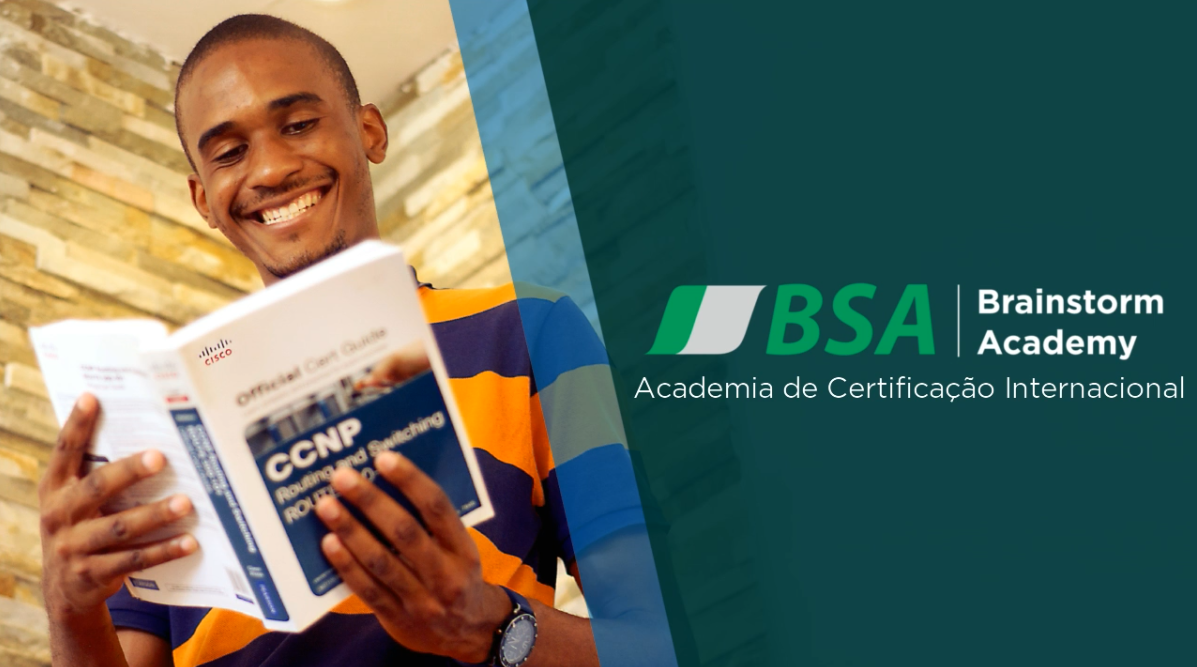 CISCO
Official Cert Guide
CCNP
Routing and Switching
BSA
Brainstorm
Academy
Academia de Certificação Internacional